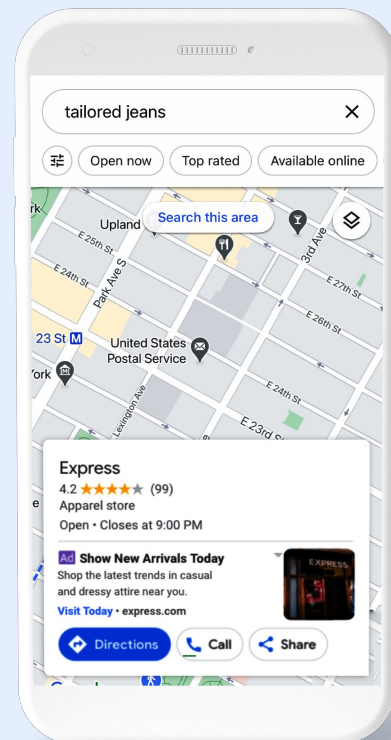 tailored jeans
Open now
Top rated
Available online
Search this area
Upland
3rd Ave
E 25th St
E 27th St
E 24th St
Park Ave S
E 26th St
23 St M
United States
Postal Service
Lexington Ave
E 24th St
E 23rd
Express
4.2 (99)
Apparel store
Open • Closes at 9:00 PM
Ad Show New Arrivals Today
Shop the latest trends in casual
and dressy attire near you.
Visit Today • express.com
EXPRESS
Directions
Call
Share